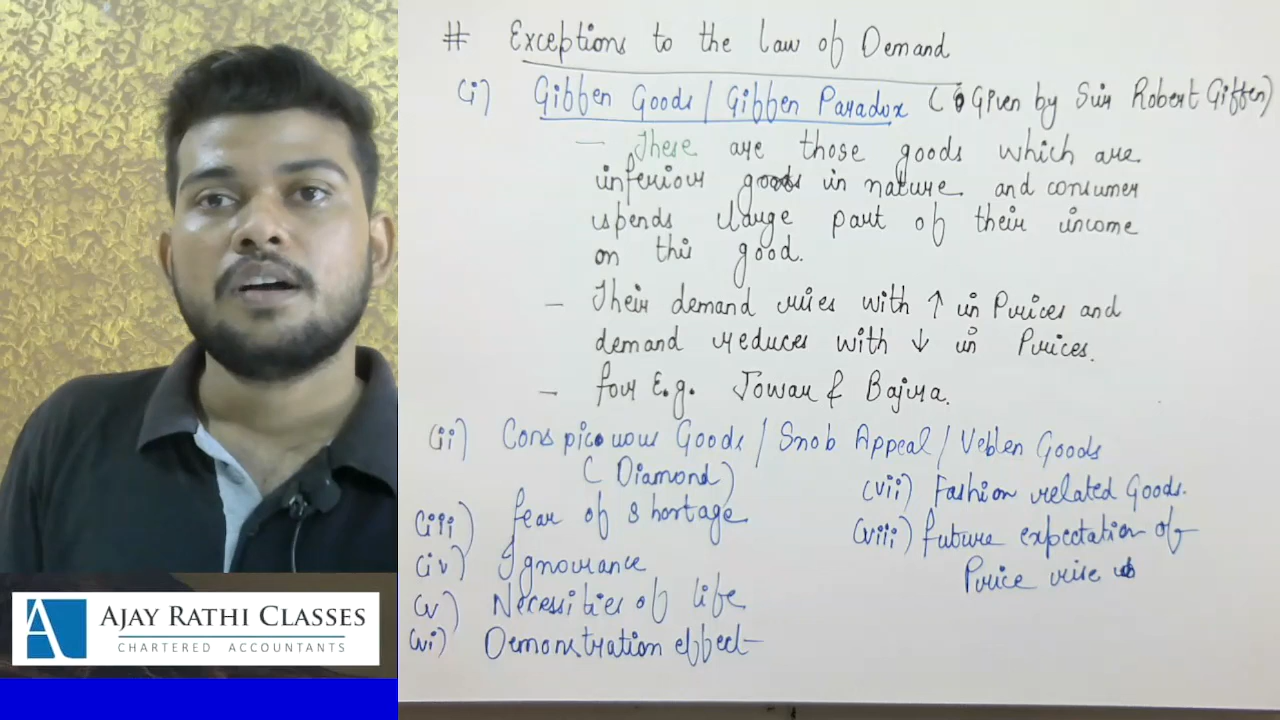 # Exceptions to the Law of Demand
(i) Giffen Goods / Giffen Paradox (Given by Sir Robert Giffen)
— These are those goods which are
inferior goods in nature and consumer
spends large part of their income
on this good.
— Their demand rises with ↑ in Prices and
demand reduces with ↓ in Prices.
— for E.g. Jowar & Bajra.
(ii) Conspicuous Goods / Snob Appeal / Veblen Goods
(Diamond)
(iii) fear of shortage
(iv) Ignorance
(v) Necessities of life
(vi) Demonstration effect
(vii) Fashion related Goods.
(viii) future expectation of
Price rise
AJAY RATHI CLASSES
CHARTERED ACCOUNTANTS